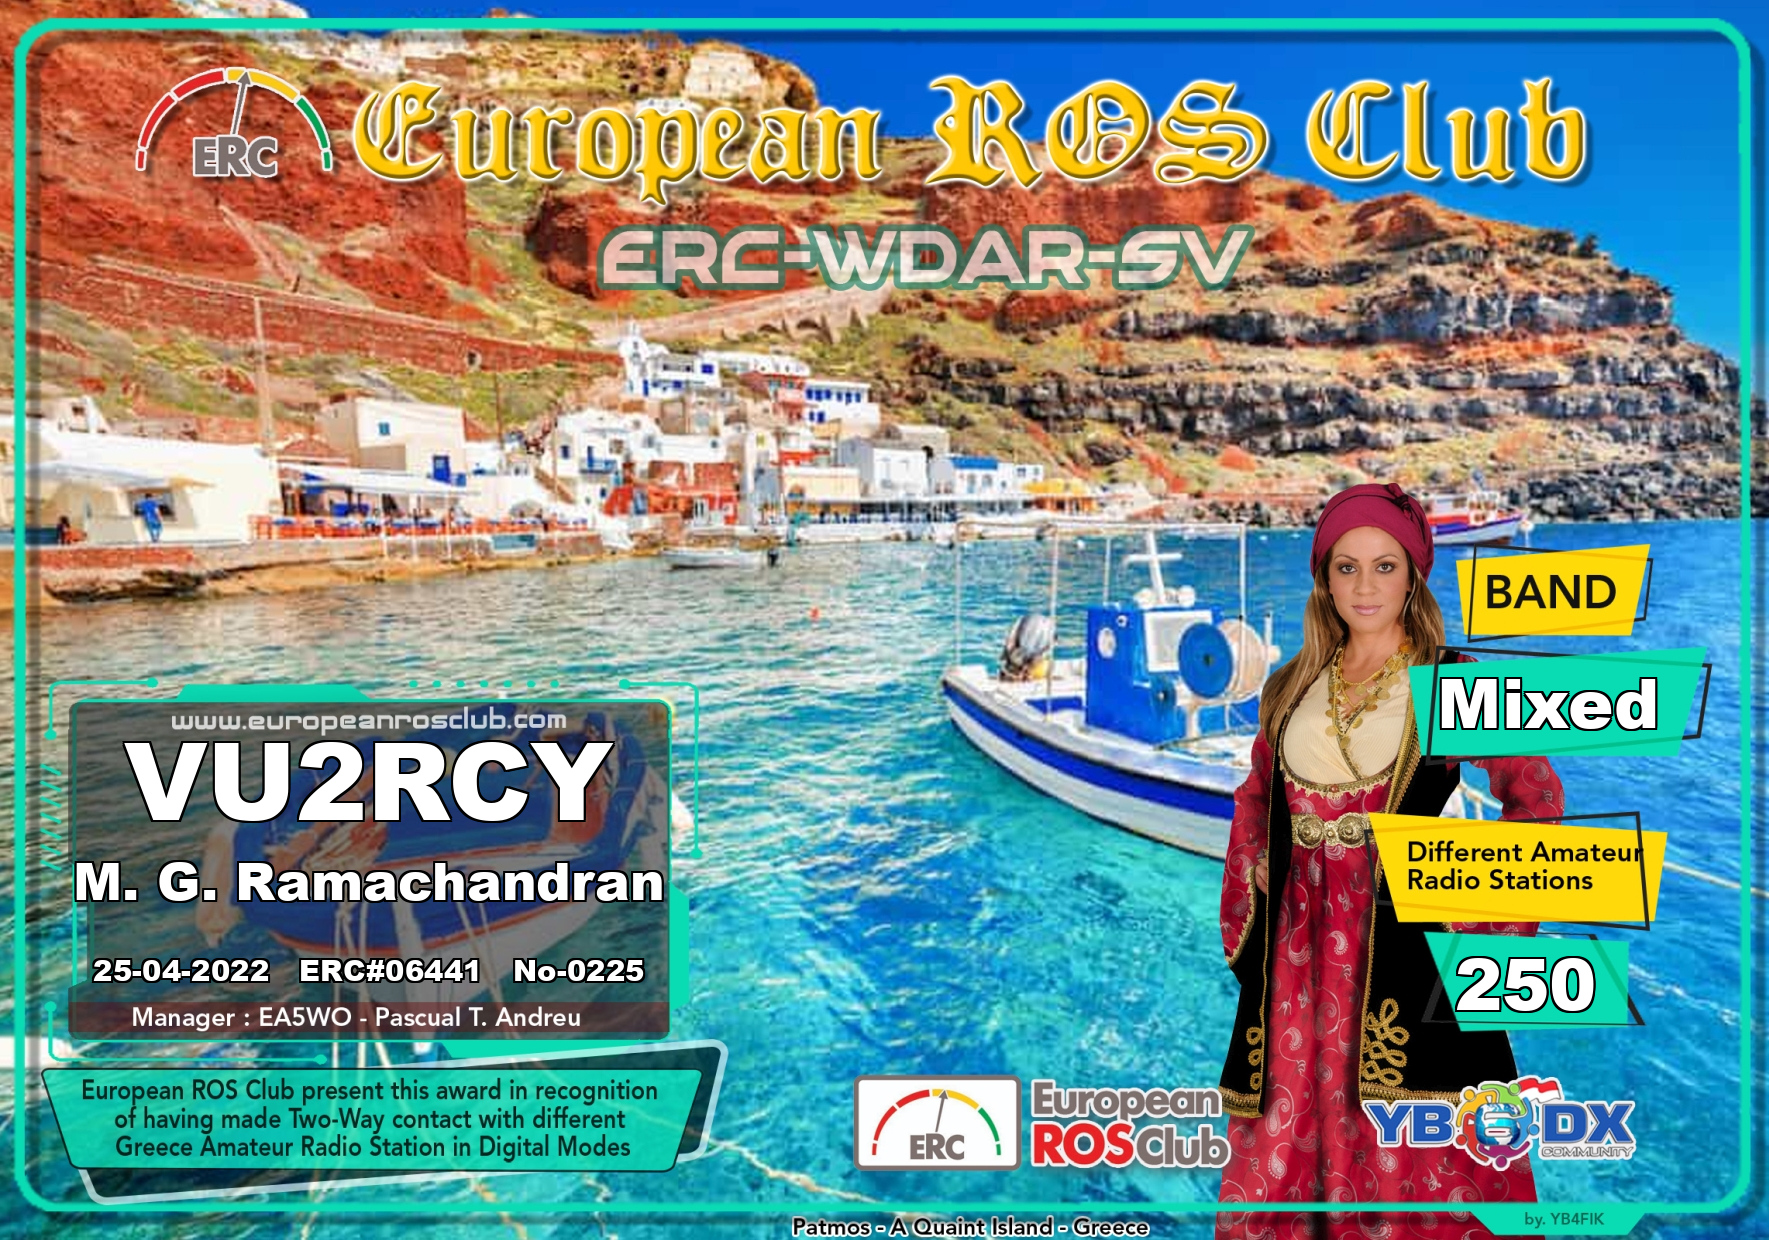 ERC
European ROS Club
ERC-WDAR-SV
BAND
Mixed
www.europeanrosclub.com
VU2RCY
M. G. Ramachandran
25-04-2022 ERC#06441 No-0225
Manager : EA5WO - Pascual T. Andreu
Different Amateur
Radio Stations
250
European ROS Club present this award in recognition
of having made Two-Way contact with different
Greece Amateur Radio Station in Digital Modes
ERC
European
ROSClub
YB DX
COMMUNITY
Patmos - A Quaint Island - Greece
by. YB4FIK